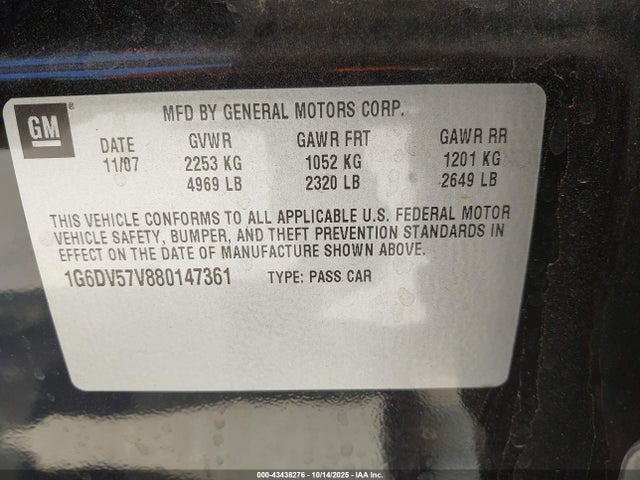 GM
MFD BY GENERAL MOTORS CORP.
DATE GVWR GAWR FRT GAWR RR
11/07 2253 KG 1052 KG 1201 KG
4969 LB 2320 LB 2649 LB
THIS VEHICLE CONFORMS TO ALL APPLICABLE U.S. FEDERAL MOTOR
VEHICLE SAFETY, BUMPER, AND THEFT PREVENTION STANDARDS IN
EFFECT ON THE DATE OF MANUFACTURE SHOWN ABOVE.
1G6DV57V880147361 TYPE: PASS CAR
000-43438276 - 10/14/2025 - IAA Inc.